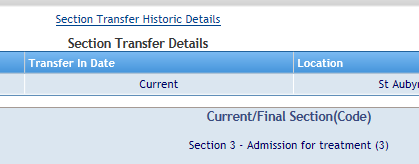 Section Transfer Historic Details
Section Transfer Details
Transfer In Date Location
Current St Auby
Current/Final Section(Code)
Section 3 - Admission for treatment (3)